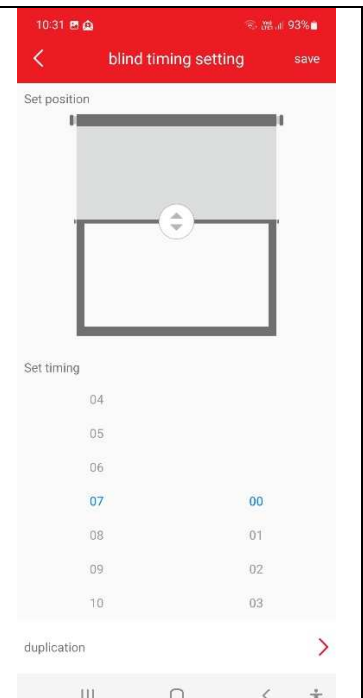 10:31 93%
blind timing setting save
Set position
Set timing
04
05
06
07 00
08 01
09 02
10 03
duplication